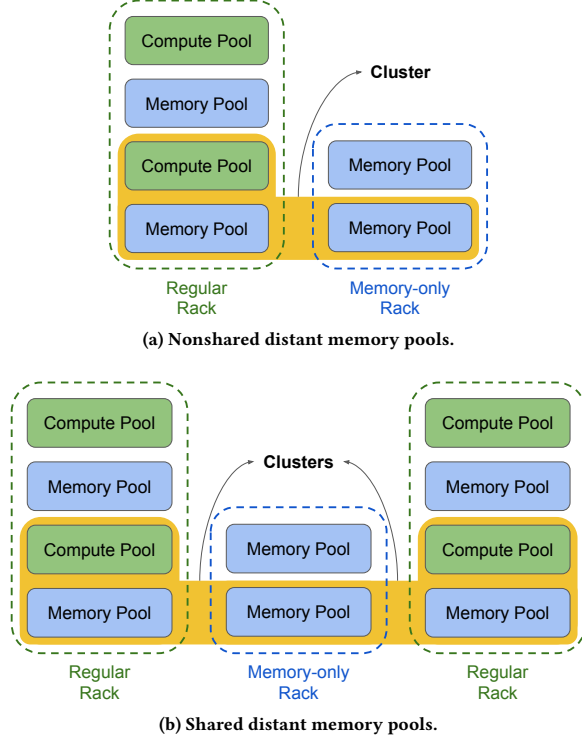 Compute Pool
Memory Pool
Cluster
Compute Pool
Memory Pool
Memory Pool
Memory Pool
Regular
Rack
Memory-only
Rack
(a) Nonshared distant memory pools.
Compute Pool
Compute Pool
Clusters
Memory Pool
Memory Pool
Compute Pool
Memory Pool
Compute Pool
Memory Pool
Memory Pool
Memory Pool
Regular
Rack
Memory-only
Rack
Regular
Rack
(b) Shared distant memory pools.